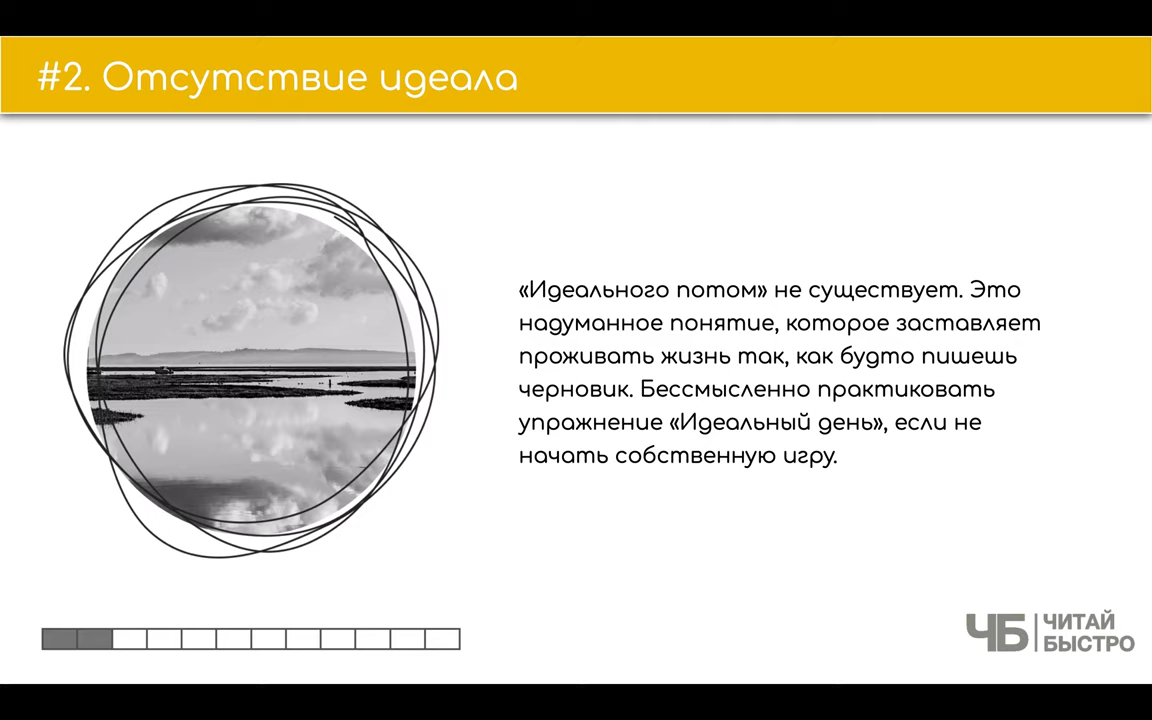 #2. Отсутствие идеала
«Идеального потом» не существует. Это
надуманное понятие, которое заставляет
проживать жизнь так, как будто пишешь
черновик. Бессмысленно практиковать
упражнение «Идеальный день», если не
начать собственную игру.
ЧБ
ЧИТАЙ
БЫСТРО